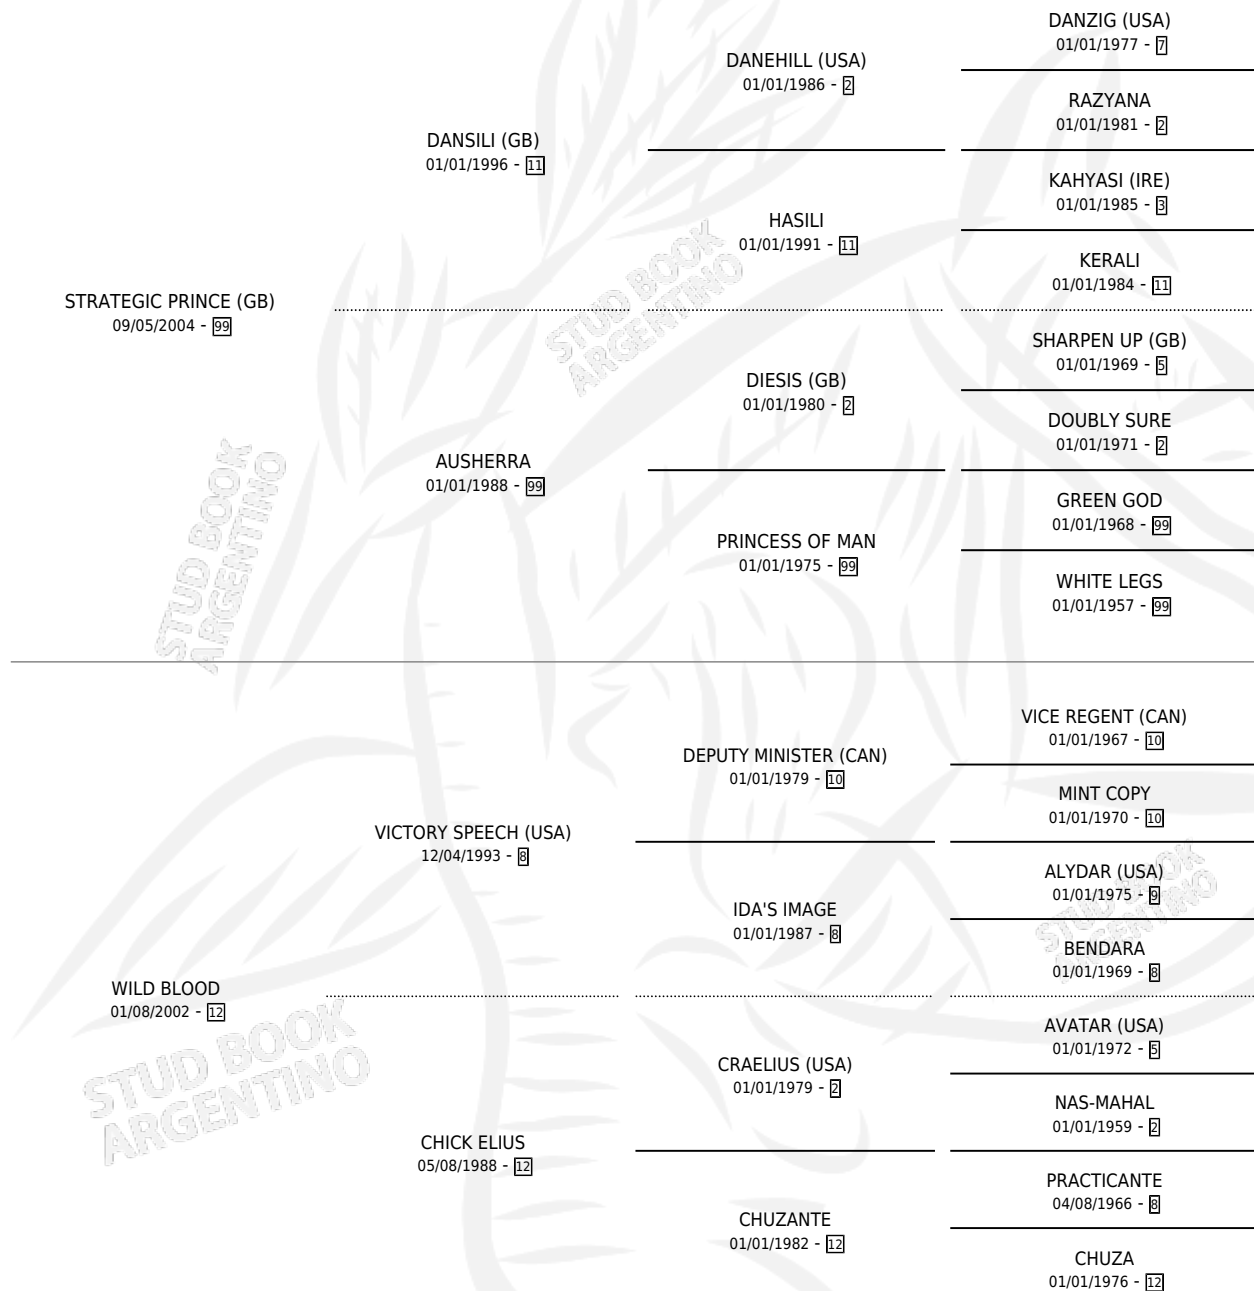 DANZIG (USA)
01/01/1977 - 7
DANEHILL (USA)
01/01/1986 - 2
RAZYANA
01/01/1981 - 2
DANSILI (GB)
01/01/1996 - 11
KAHYASI (IRE)
01/01/1985 - 3
HASILI
01/01/1991 - 11
KERALI
01/01/1984 - 11
STRATEGIC PRINCE (GB)
09/05/2004 - 99
SHARPEN UP (GB)
01/01/1969 - 5
DIESIS (GB)
01/01/1980 - 2
DOUBLY SURE
01/01/1971 - 2
AUSHERRA
01/01/1988 - 99
GREEN GOD
01/01/1968 - 99
PRINCESS OF MAN
01/01/1975 - 99
WHITE LEGS
01/01/1957 - 99
VICE REGENT (CAN)
01/01/1967 - 10
DEPUTY MINISTER (CAN)
01/01/1979 - 10
MINT COPY
01/01/1970 - 10
VICTORY SPEECH (USA)
12/04/1993 - 8
ALYDAR (USA)
01/01/1975 - 9
IDA'S IMAGE
01/01/1987 - 8
BENDARA
01/01/1969 - 8
WILD BLOOD
01/08/2002 - 12
AVATAR (USA)
01/01/1972 - 5
CRAELIUS (USA)
01/01/1979 - 2
NAS-MAHAL
01/01/1959 - 2
CHICK ELIUS
05/08/1988 - 12
PRACTICANTE
04/08/1966 - 8
CHUZANTE
01/01/1982 - 12
CHUZA
01/01/1976 - 12
STUD BOOK
ARGENTINO
STUD BOOK
ARGENTINO
STUD BOOK
ARGENTINO
STUD BOOK
ARGENTINO